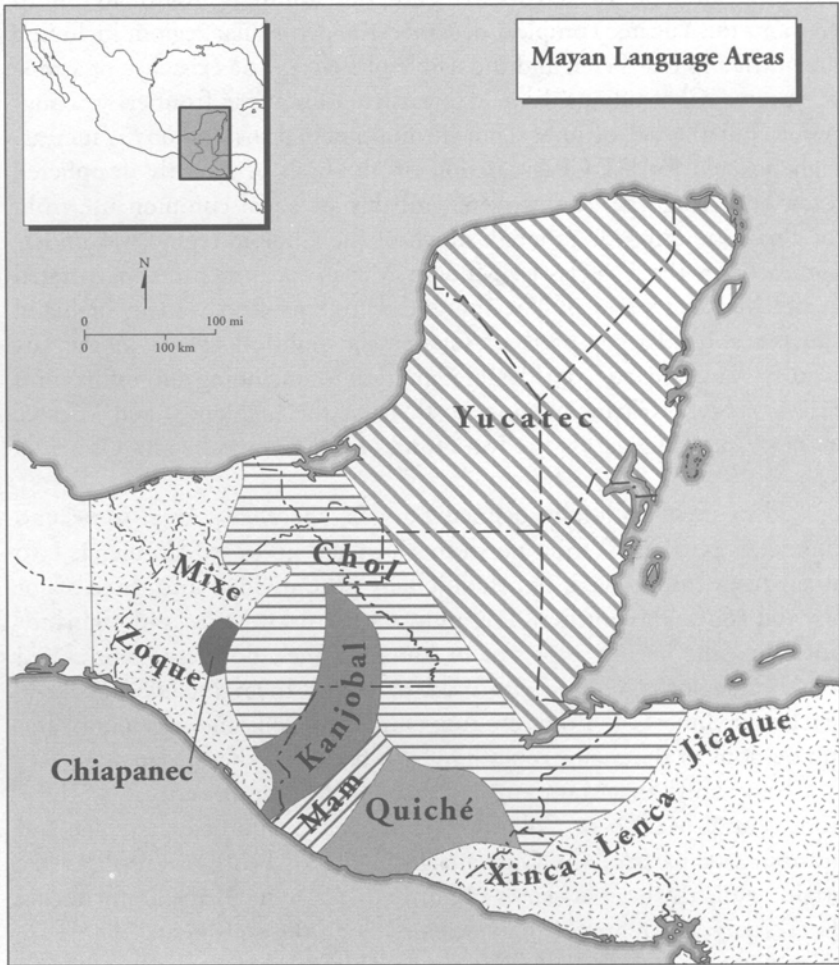 Mayan Language Areas
N
0 100 mi
0 100 km
Yucatec
Chol
Mixe
Zoque
Kanjobal
Chiapanec
Mam
Quiché
Jicaque
Lenca
Xinca